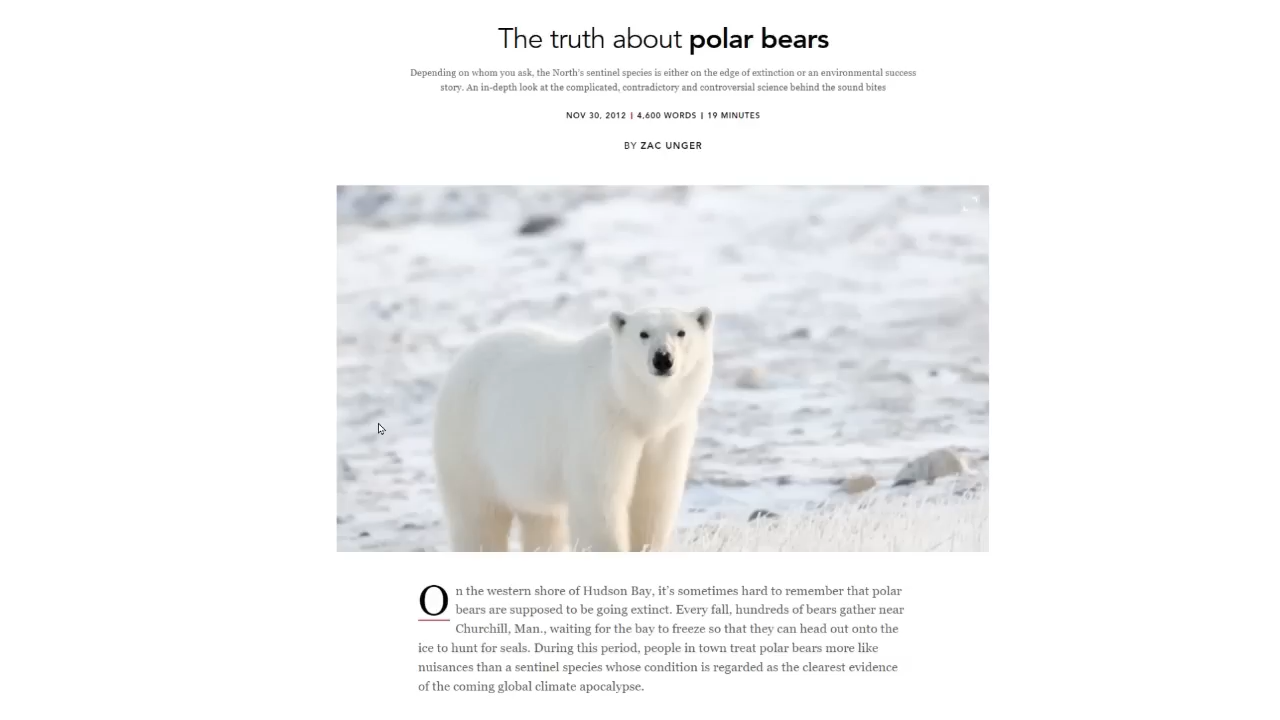 The truth about polar bears
Depending on whom you ask, the North's sentinel species is either on the edge of extinction or an environmental success
story. An in-depth look at the complicated, contradictory and controversial science behind the sound bites
NOV 30, 2012 | 4,600 WORDS | 19 MINUTES
BY ZAC UNGER
On the western shore of Hudson Bay, it's sometimes hard to remember that polar
bears are supposed to be going extinct. Every fall, hundreds of bears gather near
Churchill, Man., waiting for the bay to freeze so that they can head out onto the
ice to hunt for seals. During this period, people in town treat polar bears more like
nuisances than a sentinel species whose condition is regarded as the clearest evidence
of the coming global climate apocalypse.